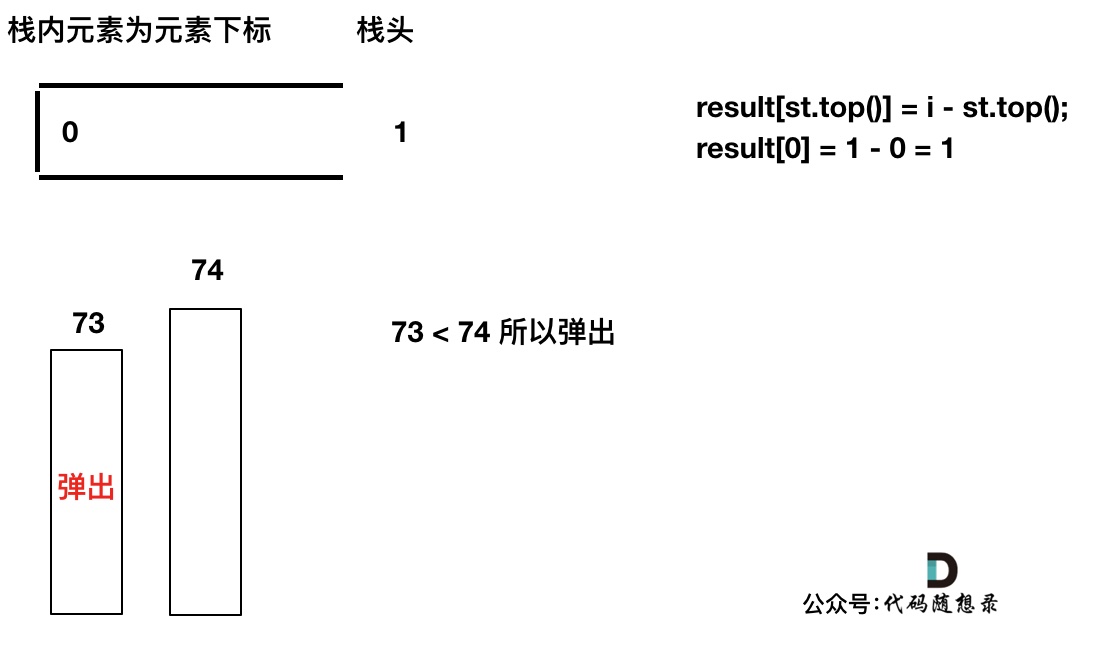 栈内元素为元素下标
栈头
0
1
result[st.top()] = i - st.top();
result[0] = 1 - 0 = 1
74
73
73 < 74 所以弹出
弹出
公众号:代码随想录